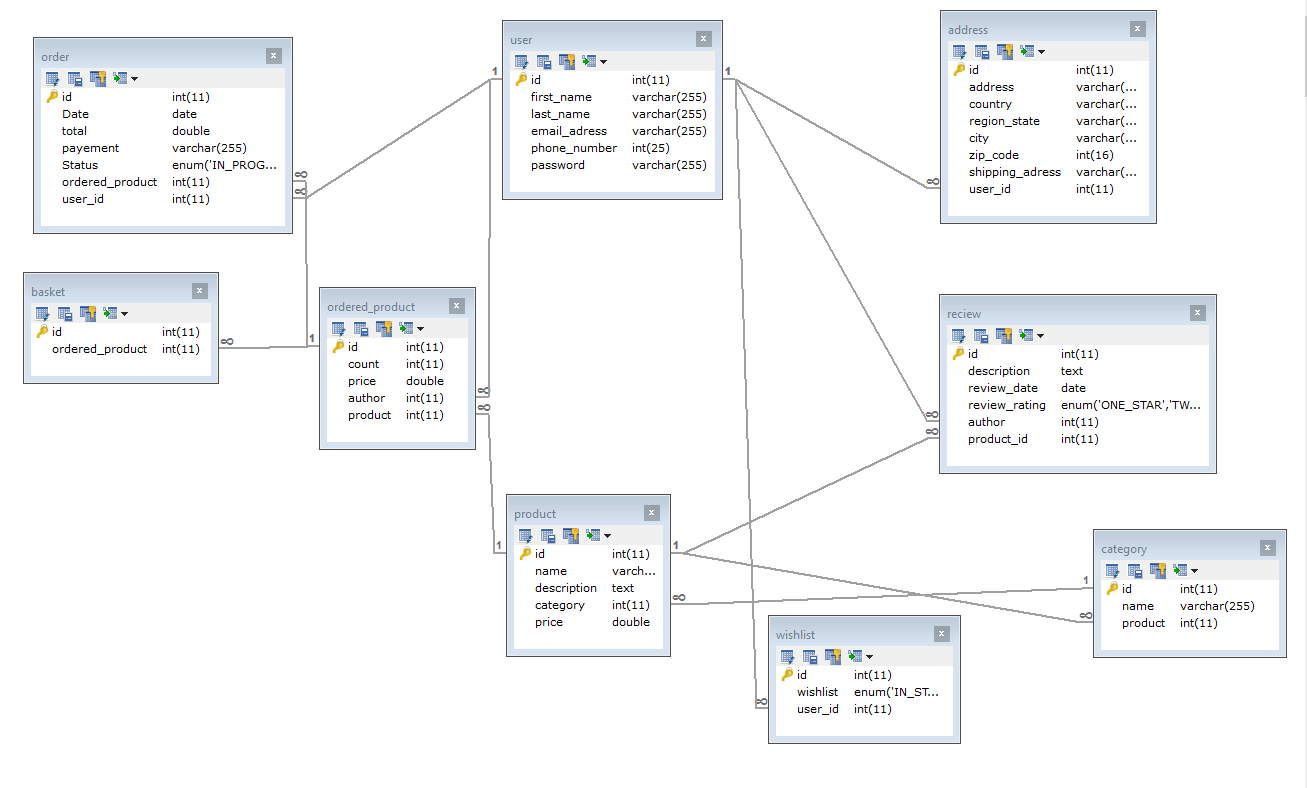 order
id int(11)
Date date
total double
payement varchar(255)
Status enum('IN_PROG...
ordered_product int(11)
user_id int(11)
user
id int(11)
first_name varchar(255)
last_name varchar(255)
email_adress varchar(255)
phone_number int(25)
password varchar(255)
address
id int(11)
address varchar(...
country varchar(...
region_state varchar(...
city varchar(...
zip_code int(16)
shipping_adress varchar(...
user_id int(11)
basket
id int(11)
ordered_product int(11)
ordered_product
id int(11)
count int(11)
price double
author int(11)
product int(11)
reciew
id int(11)
description text
review_date date
review_rating enum('ONE_STAR','TW...
author int(11)
product_id int(11)
product
id int(11)
name varch...
description text
category int(11)
price double
category
id int(11)
name varchar(255)
product int(11)
wishlist
id int(11)
wishlist enum('IN_ST...
user_id int(11)
1
1
∞
∞
∞
∞
1
∞
∞
∞
∞
1
1
∞
1
∞
∞